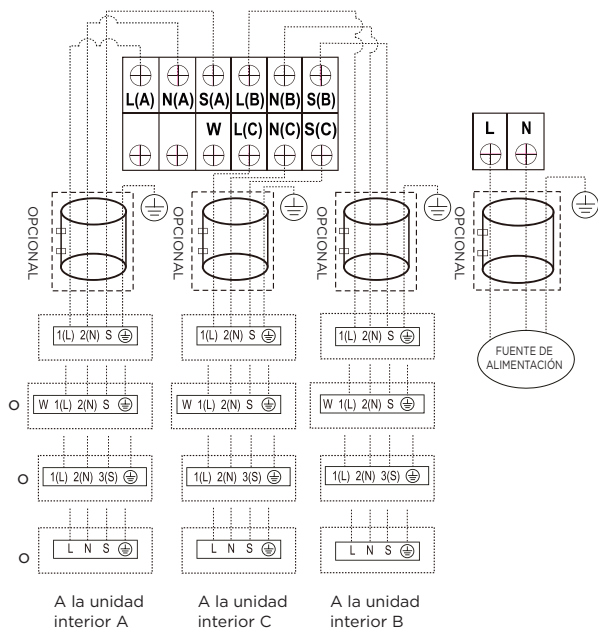 L(A) N(A) S(A) L(B) N(B) S(B)
W L(C) N(C) S(C)
L N
OPCIONAL
OPCIONAL
OPCIONAL
OPCIONAL
1(L) 2(N) S
1(L) 2(N) S
1(L) 2(N) S
FUENTE DE
ALIMENTACIÓN
O
W 1(L) 2(N) S
W 1(L) 2(N) S
W 1(L) 2(N) S
O
1(L) 2(N) 3(S)
1(L) 2(N) 3(S)
1(L) 2(N) 3(S)
O
L N S
L N S
L N S
A la unidad
interior A
A la unidad
interior C
A la unidad
interior B